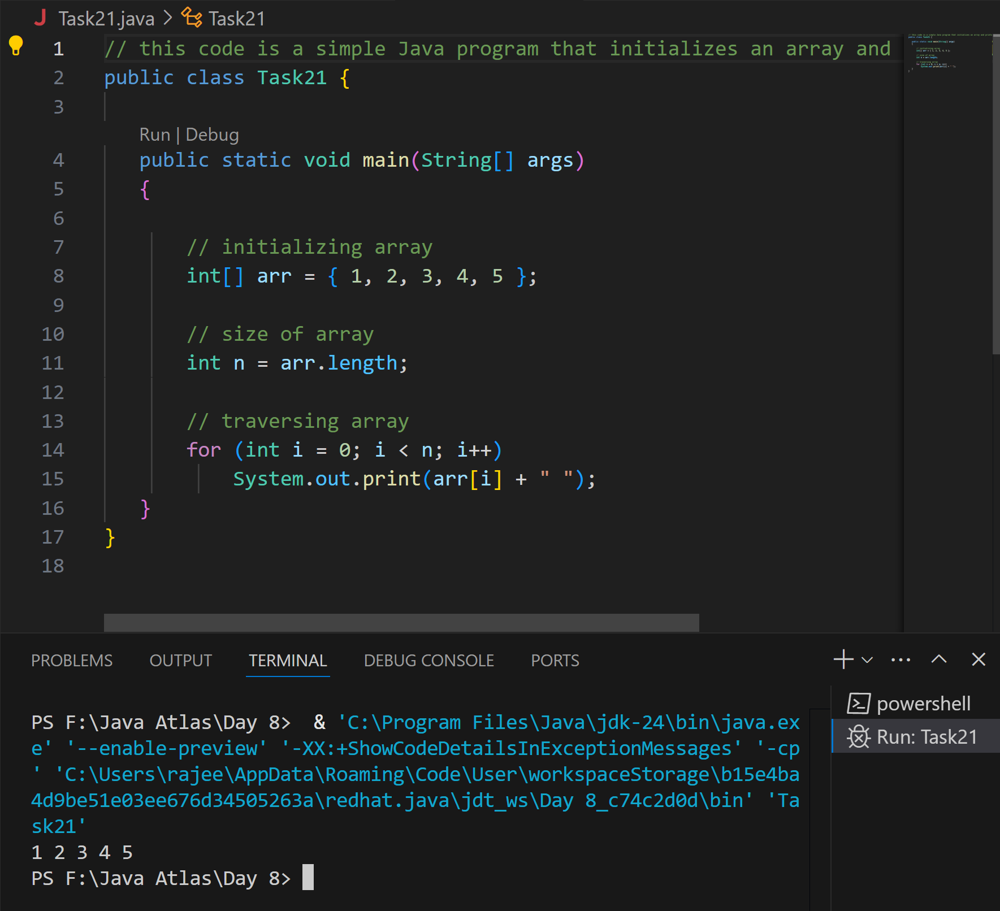 Task21.java > Task21
1 // this code is a simple Java program that initializes an array and
2 public class Task21 {
3
Run | Debug
4 public static void main(String[] args)
5 {
6
7 // initializing array
8 int[] arr = { 1, 2, 3, 4, 5 };
9
10 // size of array
11 int n = arr.length;
12
13 // traversing array
14 for (int i = 0; i < n; i++)
15 System.out.print(arr[i] + " ");
16 }
17 }
18
PROBLEMS OUTPUT TERMINAL DEBUG CONSOLE PORTS
powershell
Run: Task21
PS F:\Java Atlas\Day 8>  & 'C:\Program Files\Java\jdk-24\bin\java.ex
e' '--enable-preview' '-XX:+ShowCodeDetailsInExceptionMessages' '-cp
' 'C:\Users\rajee\AppData\Roaming\Code\User\workspaceStorage\b15e4ba
4d9be51e03ee676d34505263a\redhat.java\jdt_ws\Day 8_c74c2d0d\bin' 'Ta
sk21'
1 2 3 4 5
PS F:\Java Atlas\Day 8>